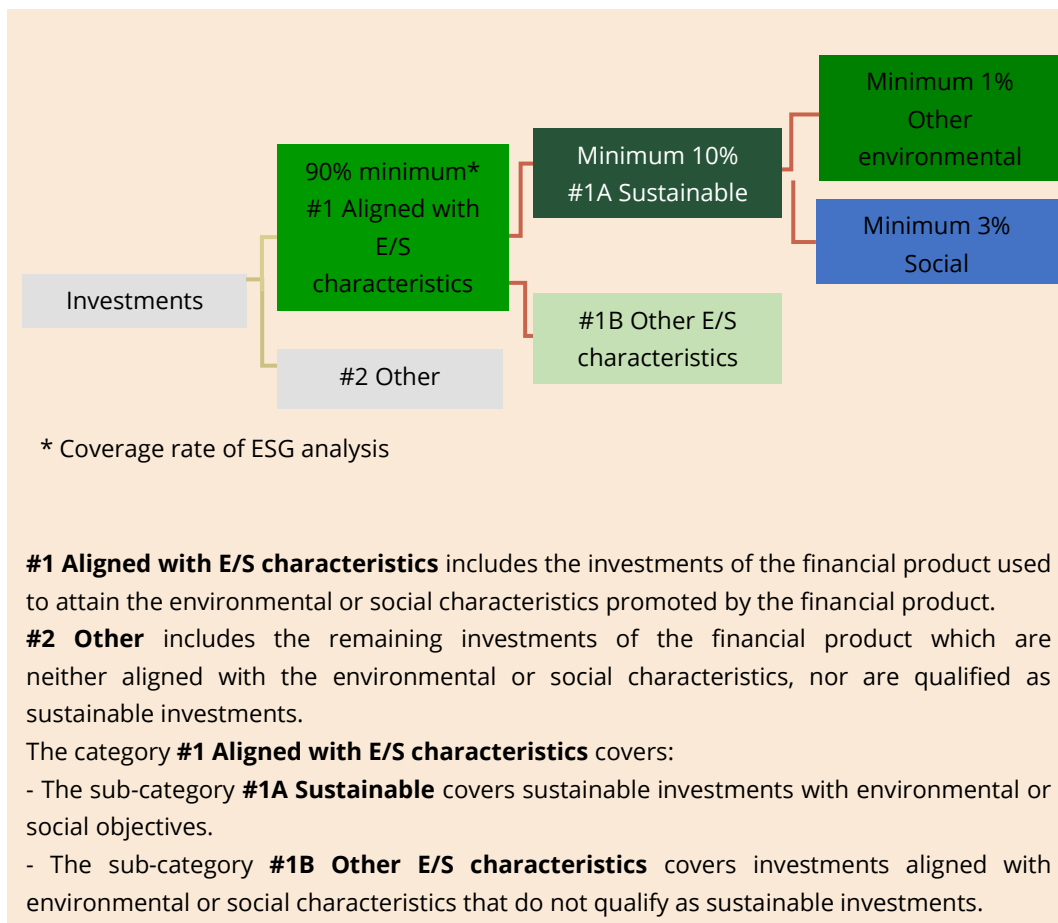 Minimum 1%
Other
environmental
Minimum 10%
#1A Sustainable
90% minimum*
#1 Aligned with
E/S
characteristics
Minimum 3%
Social
Investments
#1B Other E/S
characteristics
#2 Other
* Coverage rate of ESG analysis
#1 Aligned with E/S characteristics includes the investments of the financial product used
to attain the environmental or social characteristics promoted by the financial product.
#2 Other includes the remaining investments of the financial product which are
neither aligned with the environmental or social characteristics, nor are qualified as
sustainable investments.
The category #1 Aligned with E/S characteristics covers:
- The sub-category #1A Sustainable covers sustainable investments with environmental or
social objectives.
- The sub-category #1B Other E/S characteristics covers investments aligned with
environmental or social characteristics that do not qualify as sustainable investments.